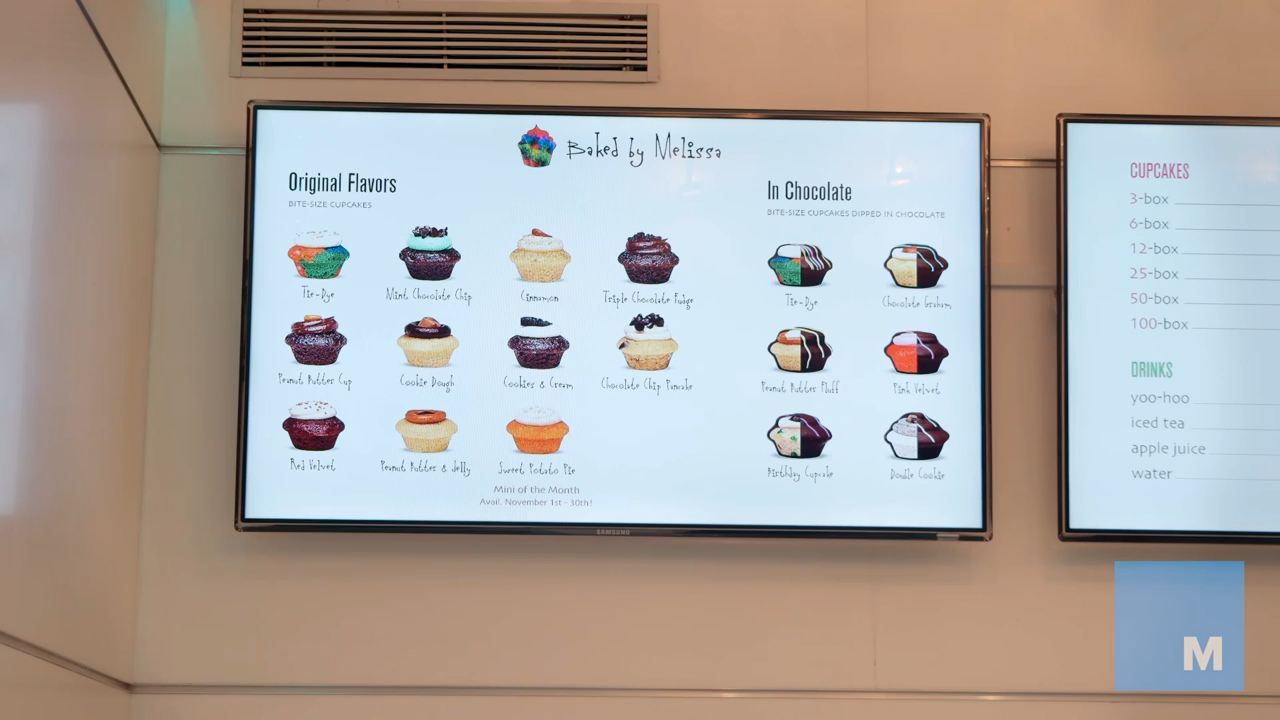 Baked by Melissa
Original Flavors
BITE-SIZE CUPCAKES
Tie-Dye
Mint Chocolate Chip
Cinnamon
Triple Chocolate Fudge
Peanut Butter Cup
Cookie Dough
Cookies & Cream
Chocolate Chip Pancake
Red Velvet
Peanut Butter & Jelly
Sweet Potato Pie
Mini of the Month
Avail. November 1st - 30th!
In Chocolate
BITE-SIZE CUPCAKES DIPPED IN CHOCOLATE
Tie-Dye
Chocolate Graham
Peanut Butter Fluff
Pink Velvet
Birthday Cupcake
Double Cookie
SAMSUNG
CUPCAKES
3-box
6-box
12-box
25-box
50-box
100-box
DRINKS
yoo-hoo
iced tea
apple juice
water
M